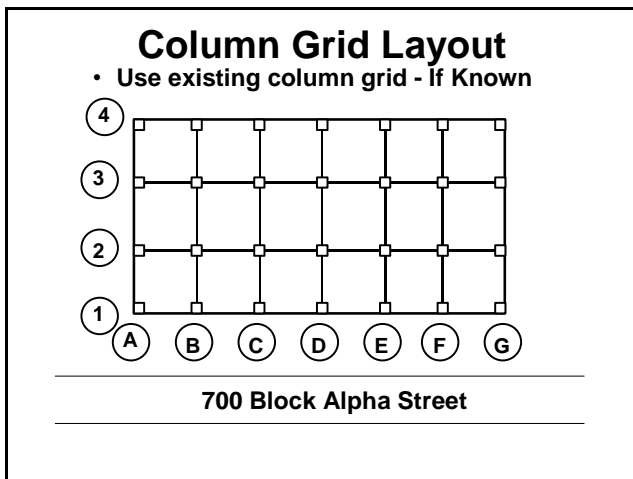 Column Grid Layout
• Use existing column grid - If Known
4
3
2
1
A B C D E F G
700 Block Alpha Street